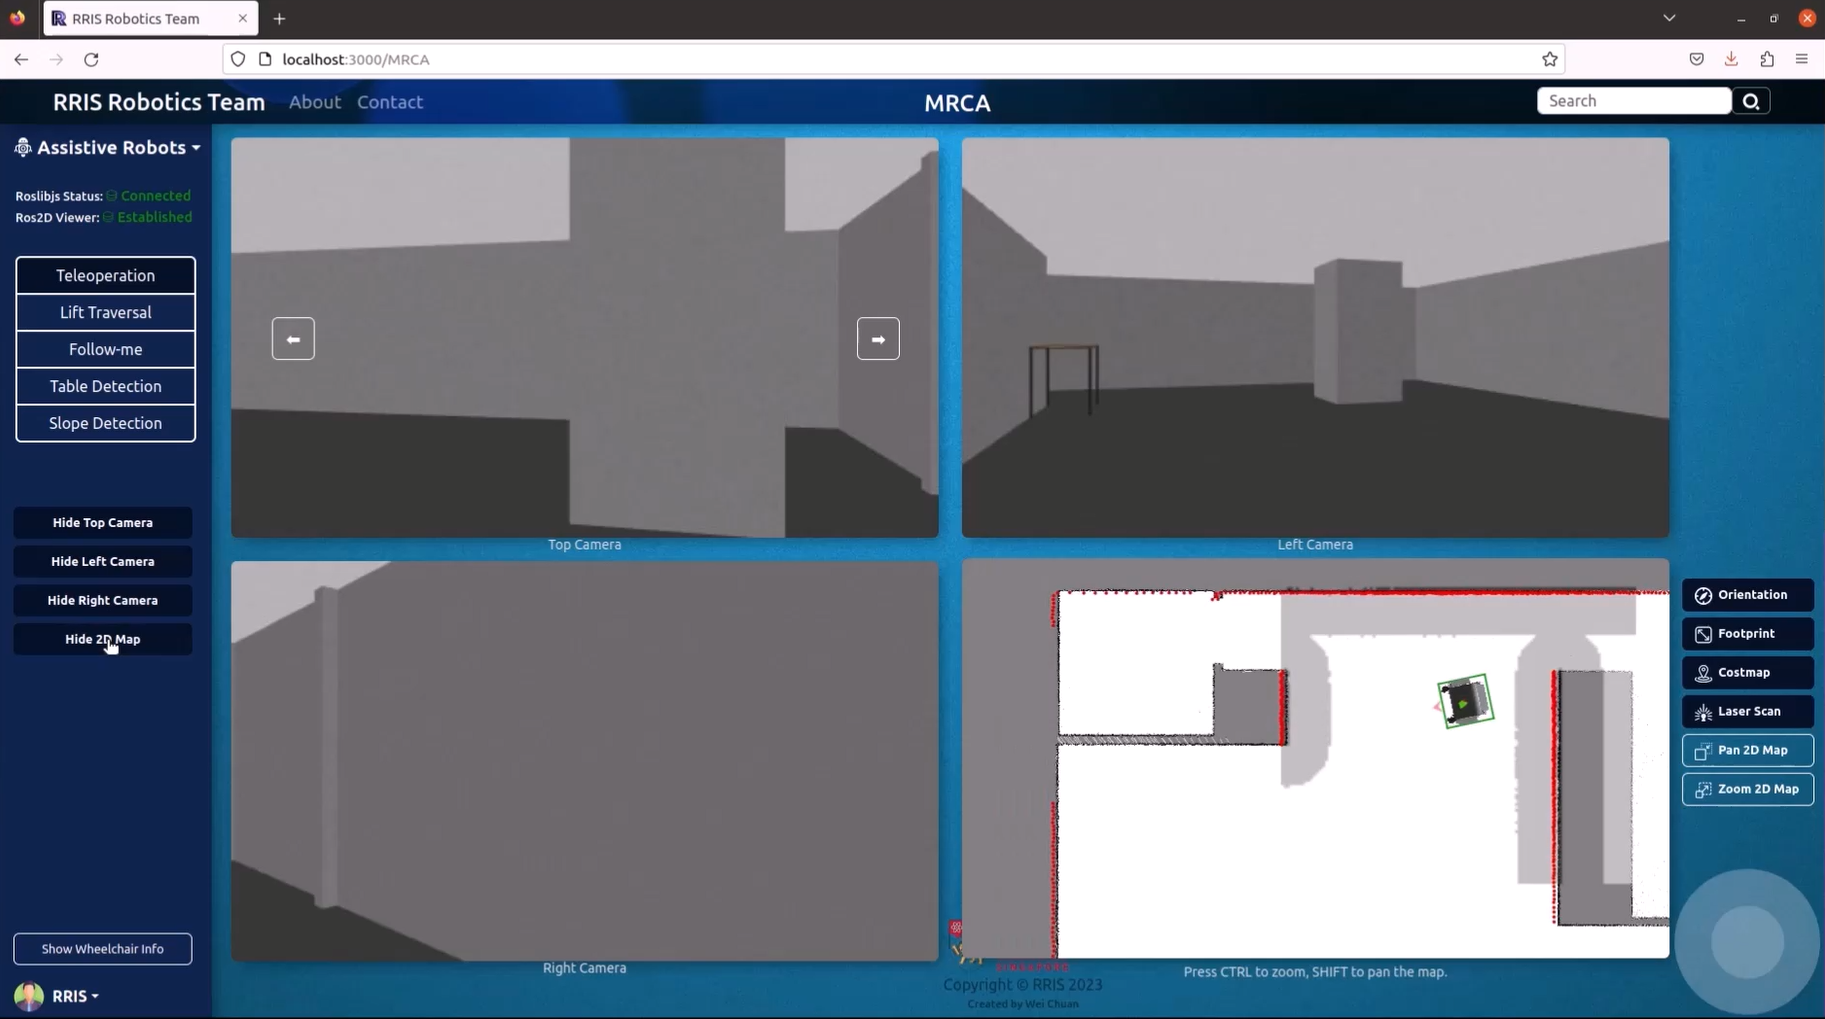 RRIS Robotics Team
localhost:3000/MRCA
RRIS Robotics Team About Contact MRCA Search
Assistive Robots
Roslibjs Status: Connected
Ros2D Viewer: Established
Teleoperation
Lift Traversal
Follow-me
Table Detection
Slope Detection
Hide Top Camera
Hide Left Camera
Hide Right Camera
Hide 2D Map
Show Wheelchair Info
RRIS
Top Camera
Left Camera
Right Camera
Press CTRL to zoom, SHIFT to pan the map.
Orientation
Footprint
Costmap
Laser Scan
Pan 2D Map
Zoom 2D Map
SINGAPORE
Copyright © RRIS 2023
Created by Wei Chuan